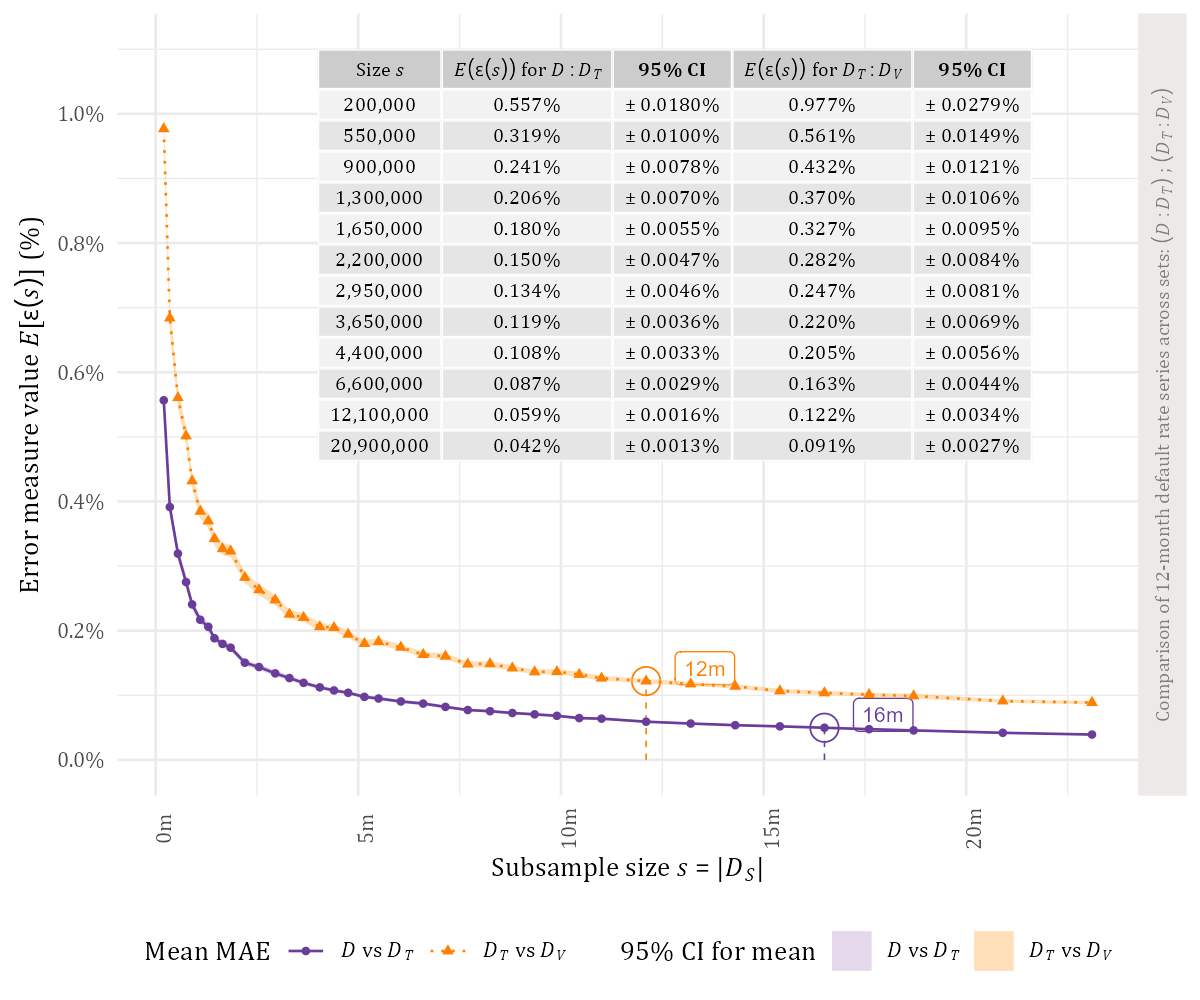 Size s E(ε(s)) for D : D_T 95% CI E(ε(s)) for D_T : D_V 95% CI
200,000 0.557% ± 0.0180% 0.977% ± 0.0279%
550,000 0.319% ± 0.0100% 0.561% ± 0.0149%
900,000 0.241% ± 0.0078% 0.432% ± 0.0121%
1,300,000 0.206% ± 0.0070% 0.370% ± 0.0106%
1,650,000 0.180% ± 0.0055% 0.327% ± 0.0095%
2,200,000 0.150% ± 0.0047% 0.282% ± 0.0084%
2,950,000 0.134% ± 0.0046% 0.247% ± 0.0081%
3,650,000 0.119% ± 0.0036% 0.220% ± 0.0069%
4,400,000 0.108% ± 0.0033% 0.205% ± 0.0056%
6,600,000 0.087% ± 0.0029% 0.163% ± 0.0044%
12,100,000 0.059% ± 0.0016% 0.122% ± 0.0034%
20,900,000 0.042% ± 0.0013% 0.091% ± 0.0027%
Error measure value E[ε(s)] (%)
1.0%
0.8%
0.6%
0.4%
0.2%
0.0%
12m
16m
Comparison of 12-month default rate series across sets: (D : D_T) ; (D_T : D_V)
0m 5m 10m 15m 20m
Subsample size s = |D_S|
Mean MAE D vs D_T D_T vs D_V 95% CI for mean D vs D_T D_T vs D_V